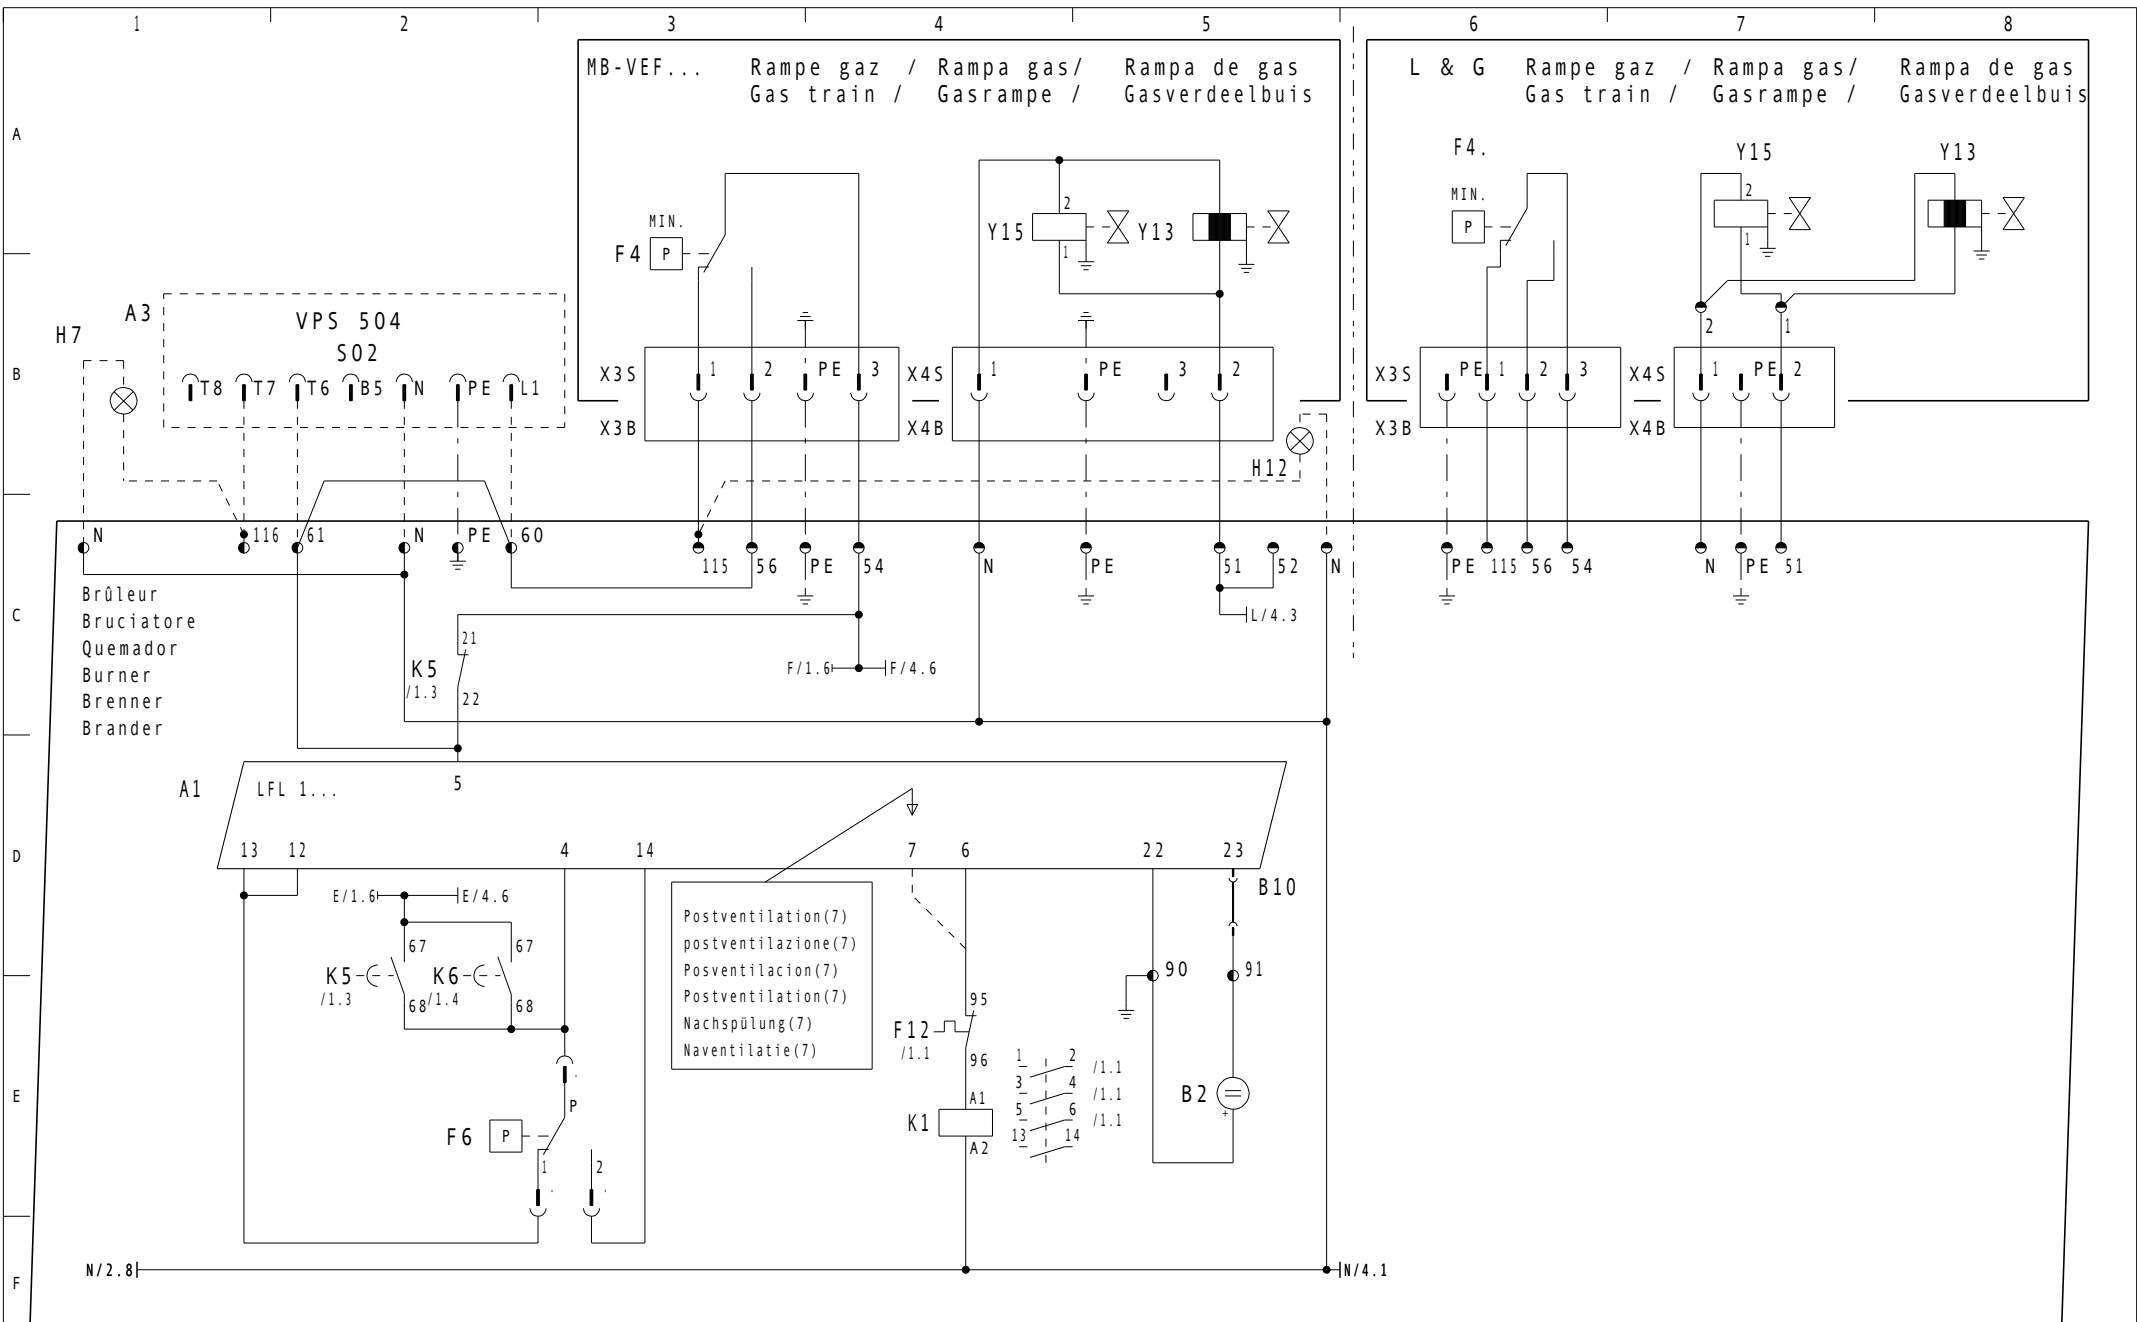 1 2 3 4 5 6 7 8
MB-VEF... Rampe gaz / Rampa gas/ Rampa de gas
Gas train / Gasrampe / Gasverdeelbuis
L & G Rampe gaz / Rampa gas/ Rampa de gas
Gas train / Gasrampe / Gasverdeelbuis
A
F4. Y15 Y13
MIN. 2
P
1
MIN.
F4 P
Y15 2 1 Y13
2 1
A3 VPS 504
S02
H7
B
T8 T7 T6 B5 N PE L1
X3S 1 2 PE 3
X3B
X4S 1 PE 3 2
X4B
H12
X3S PE 1 2 3
X3B
X4S 1 PE 2
X4B
N 116 61 N PE 60
115 56 PE 54 N PE 51 52 N
PE 115 56 54 N PE 51
C
Brûleur
Bruciatore
Quemador
Burner
Brenner
Brander
L/4.3
21
K5
/1.3
22
F/1.6 F/4.6
A1 LFL 1... 5
D
13 12 4 14 7 6 22 23
B10
E/1.6 E/4.6
67 67
K5 K6
/1.3 68 /1.4 68
Postventilation(7)
postventilazione(7)
Posventilacion(7)
Postventilation(7)
Nachspülung(7)
Naventilatie(7)
90 91
95
F12
/1.1
96
E
1 2 /1.1
3 4 /1.1
5 6 /1.1
13 14
A1
K1
A2
B2
+
P
F6 P
1 2
F
N/2.8 N/4.1